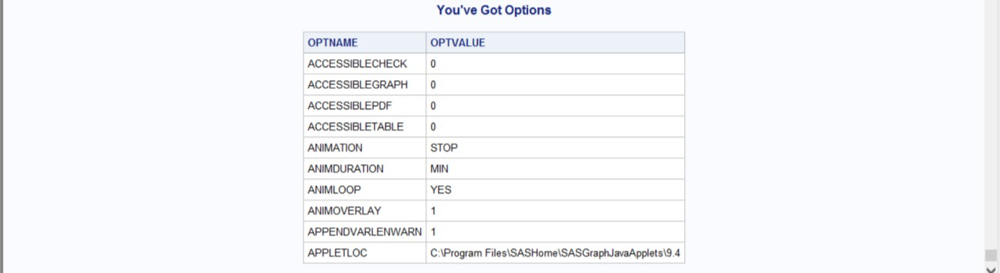 You've Got Options
OPTNAME OPTVALUE
ACCESSIBLECHECK 0
ACCESSIBLEGRAPH 0
ACCESSIBLEPDF 0
ACCESSIBLETABLE 0
ANIMATION STOP
ANIMDURATION MIN
ANIMLOOP YES
ANIMOVERLAY 1
APPENDVARLENWARN 1
APPLETLOC C:\Program Files\SASHome\SASGraphJavaApplets\9.4